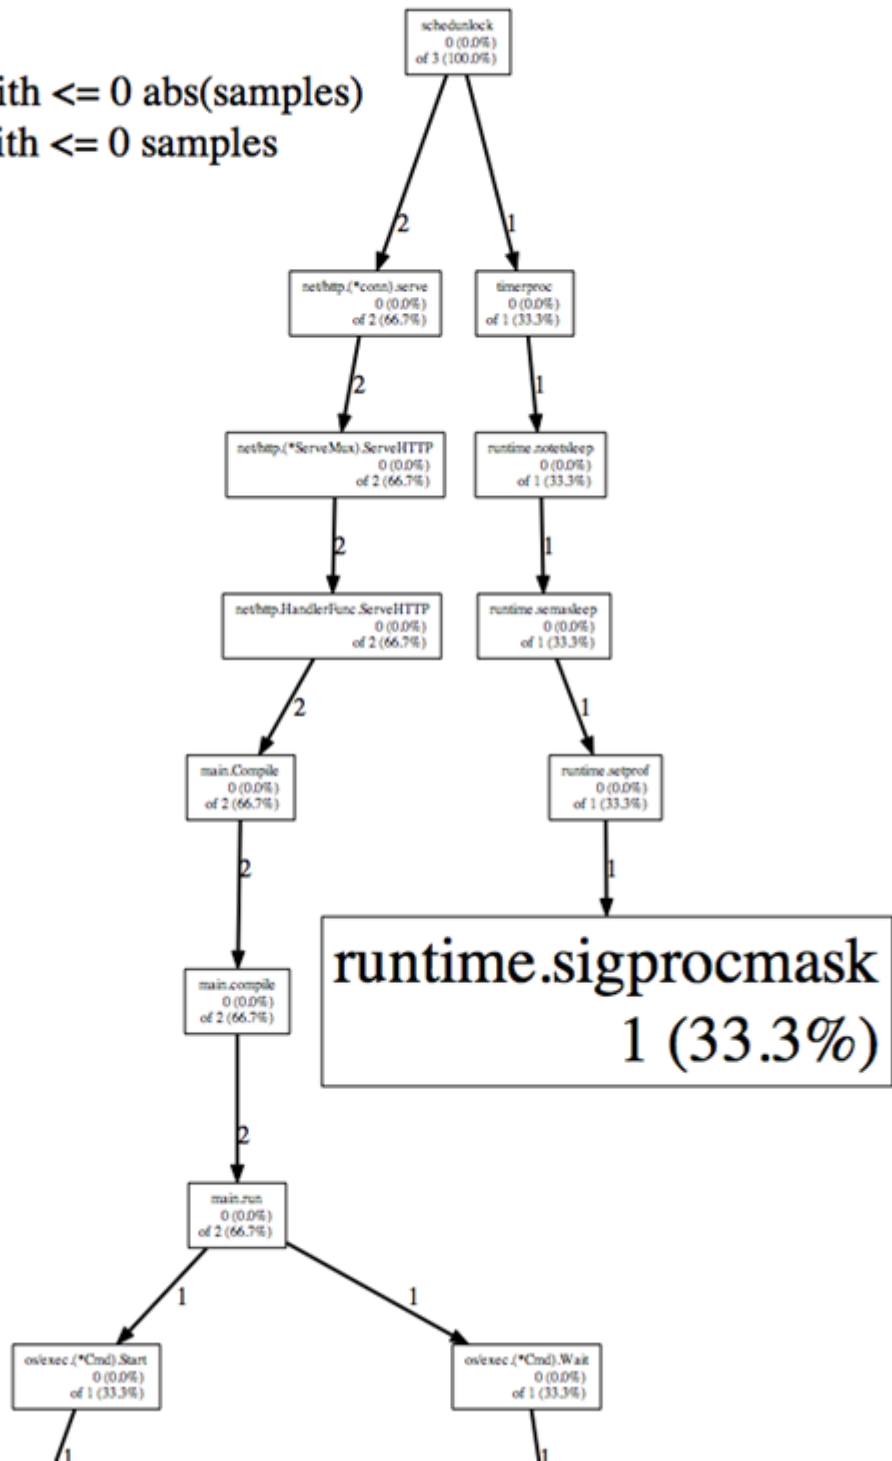 schedunlock
0 (0.0%)
of 3 (100.0%)
ith <= 0 abs(samples)
ith <= 0 samples
2
1
net/http.(*conn).serve
0 (0.0%)
of 2 (66.7%)
timerproc
0 (0.0%)
of 1 (33.3%)
2
1
net/http.(*ServeMux).ServeHTTP
0 (0.0%)
of 2 (66.7%)
runtime.notetsleep
0 (0.0%)
of 1 (33.3%)
2
1
net/http.HandlerFunc.ServeHTTP
0 (0.0%)
of 2 (66.7%)
runtime.semasleep
0 (0.0%)
of 1 (33.3%)
2
1
main.Compile
0 (0.0%)
of 2 (66.7%)
runtime.setprof
0 (0.0%)
of 1 (33.3%)
2
1
runtime.sigprocmask
1 (33.3%)
main.compile
0 (0.0%)
of 2 (66.7%)
2
main.run
0 (0.0%)
of 2 (66.7%)
1
1
os/exec.(*Cmd).Start
0 (0.0%)
of 1 (33.3%)
os/exec.(*Cmd).Wait
0 (0.0%)
of 1 (33.3%)
1
1